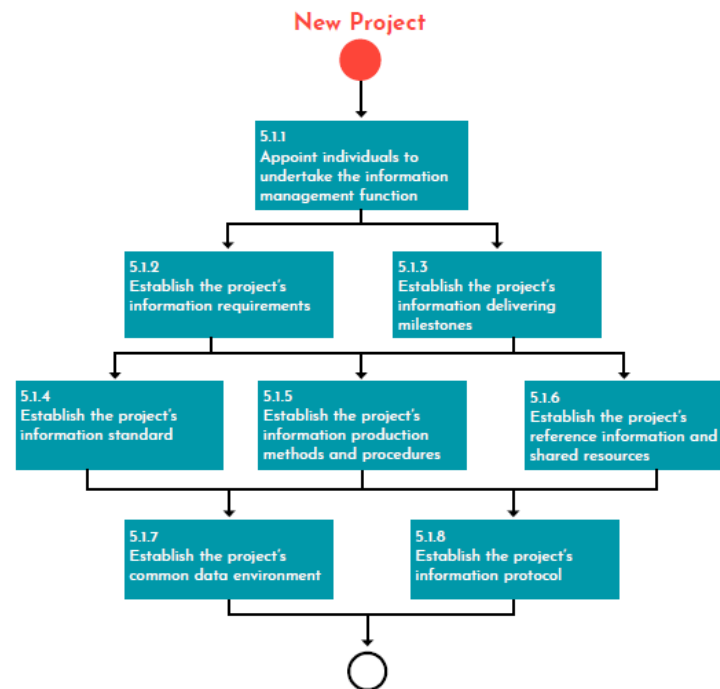 New Project
5.1.1
Appoint individuals to
undertake the information
management function
5.1.2
Establish the project's
information requirements
5.1.3
Establish the project's
information delivering
milestones
5.1.4
Establish the project's
information standard
5.1.5
Establish the project's
information production
methods and procedures
5.1.6
Establish the project's
reference information and
shared resources
5.1.7
Establish the project's
common data environment
5.1.8
Establish the project's
information protocol